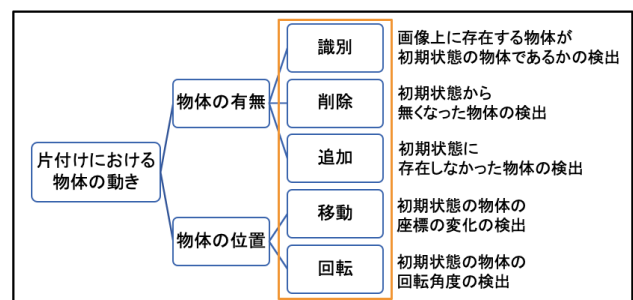 片付けにおける
物体の動き
物体の有無
物体の位置
識別
画像上に存在する物体が
初期状態の物体であるかの検出
削除
初期状態から
無くなった物体の検出
追加
初期状態に
存在しなかった物体の検出
移動
初期状態の物体の
座標の変化の検出
回転
初期状態の物体の
回転角度の検出